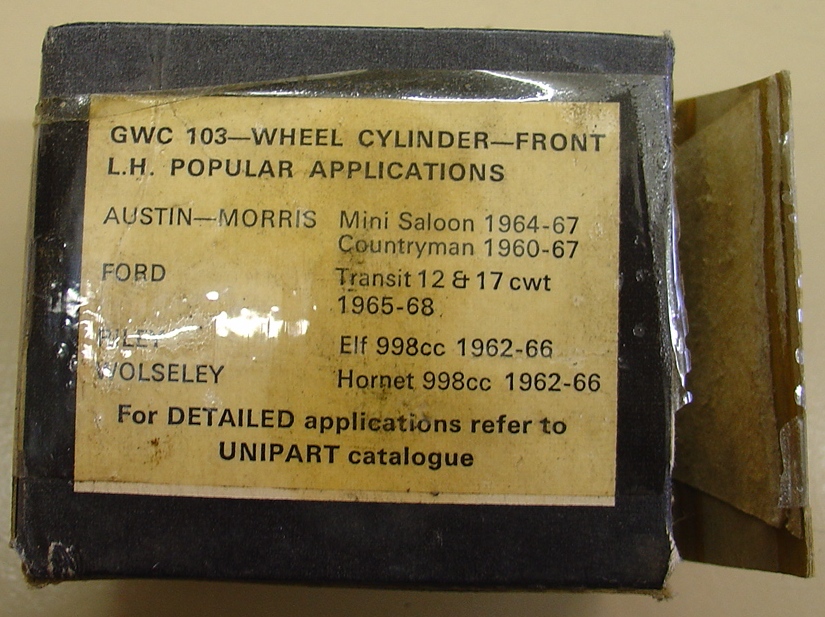 GWC 103—WHEEL CYLINDER—FRONT
L.H. POPULAR APPLICATIONS
AUSTIN—MORRIS Mini Saloon 1964-67
Countryman 1960-67
FORD Transit 12 & 17 cwt
1965-68
RILEY Elf 998cc 1962-66
WOLSELEY Hornet 998cc 1962-66
For DETAILED applications refer to
UNIPART catalogue